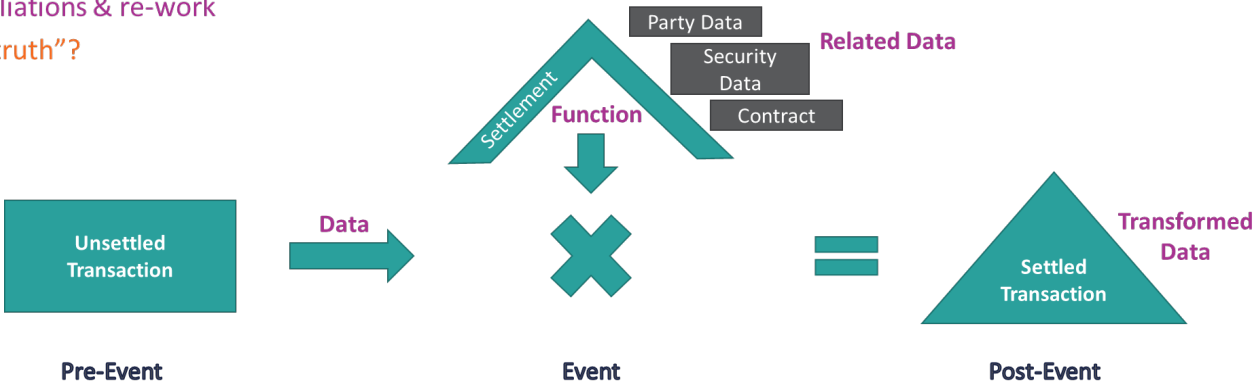 & re-work
truth”?
Party Data
Security
Data
Contract
Related Data
Settlement
Function
Unsettled
Transaction
Data
Settled
Transaction
Transformed
Data
Pre-Event
Event
Post-Event